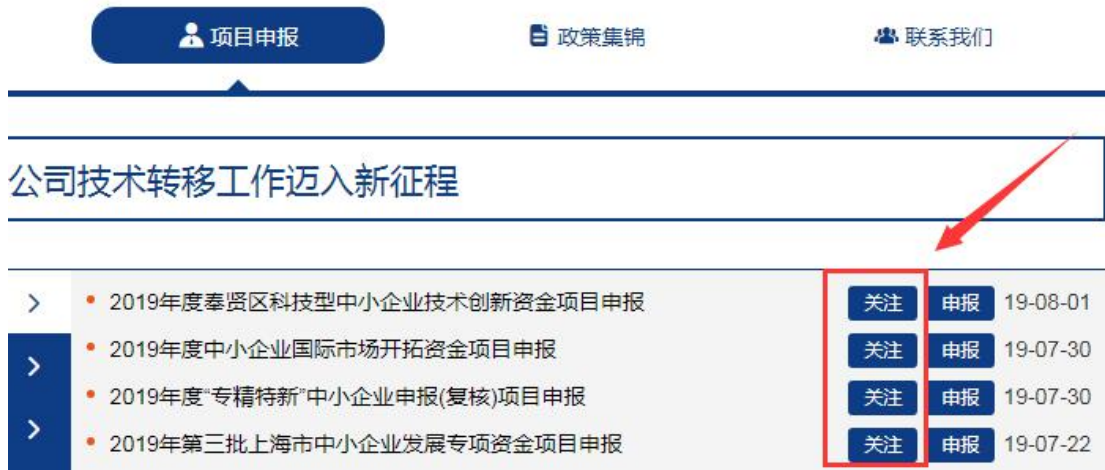 项目申报 政策集锦 联系我们
公司技术转移工作迈入新征程
2019年度奉贤区科技型中小企业技术创新资金项目申报 关注 申报 19-08-01
2019年度中小企业国际市场开拓资金项目申报 关注 申报 19-07-30
2019年度“专精特新”中小企业申报(复核)项目申报 关注 申报 19-07-30
2019年第三批上海市中小企业发展专项资金项目申报 关注 申报 19-07-22